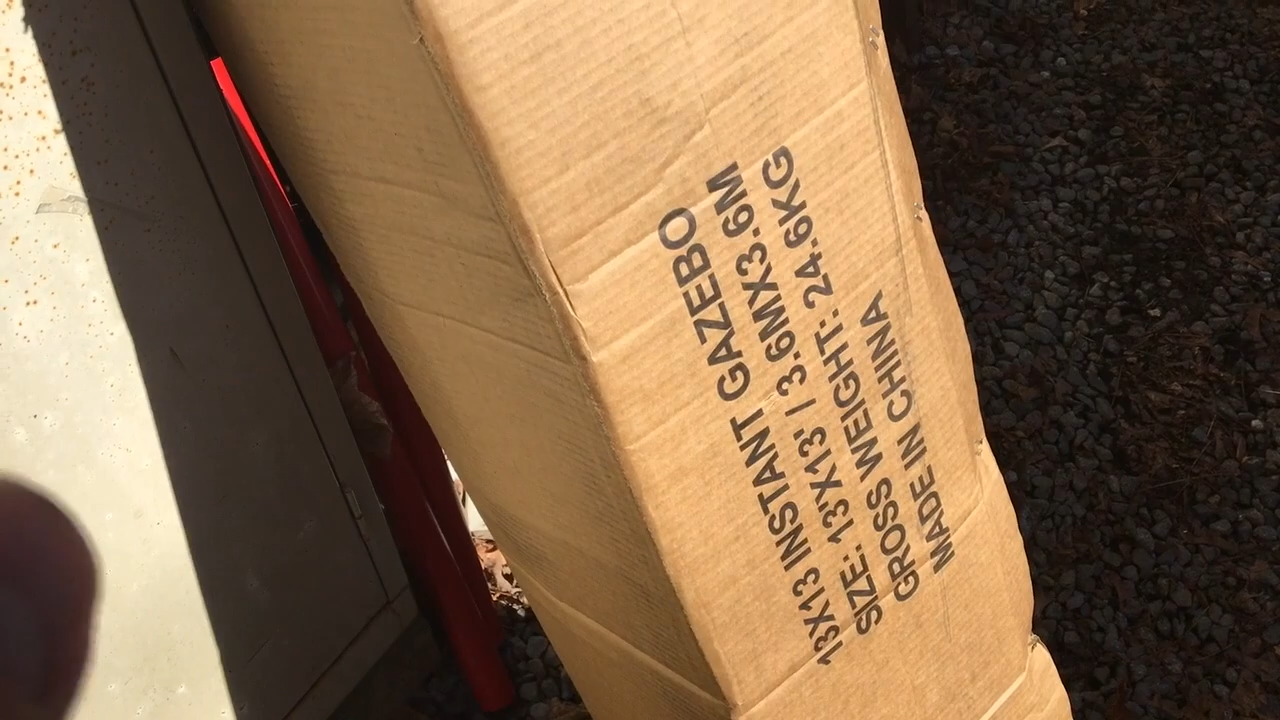 13X13 INSTANT GAZEBO
SIZE: 13'X13' / 3.6MX3.6M
GROSS WEIGHT: 24.6KG
MADE IN CHINA